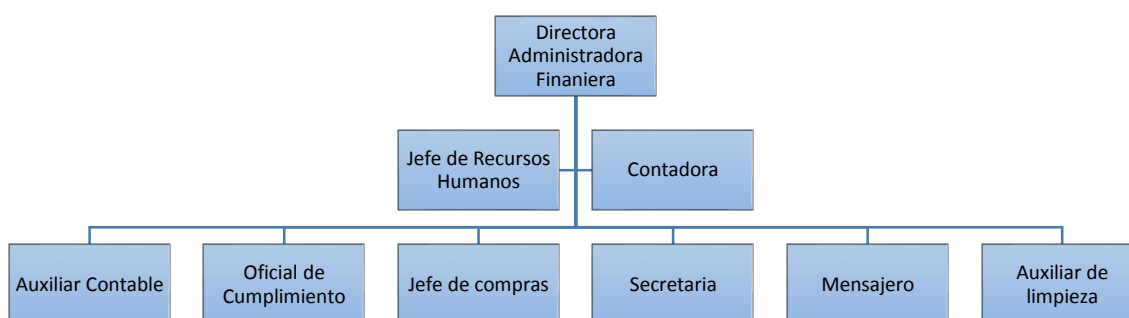 Directora
Administradora
Finaniera
Jefe de Recursos
Humanos
Contadora
Auxiliar Contable
Oficial de
Cumplimiento
Jefe de compras
Secretaria
Mensajero
Auxiliar de
limpieza